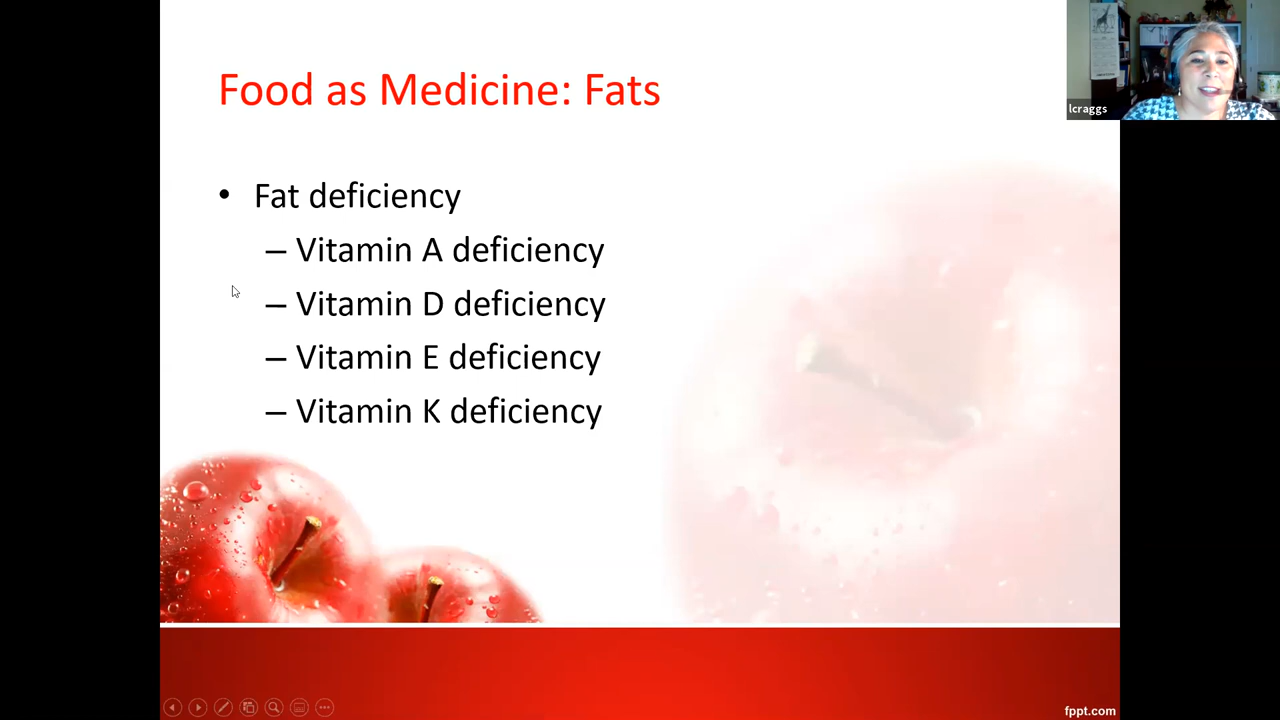 Food as Medicine: Fats
lcraggs
• Fat deficiency
– Vitamin A deficiency
– Vitamin D deficiency
– Vitamin E deficiency
– Vitamin K deficiency
fppt.com